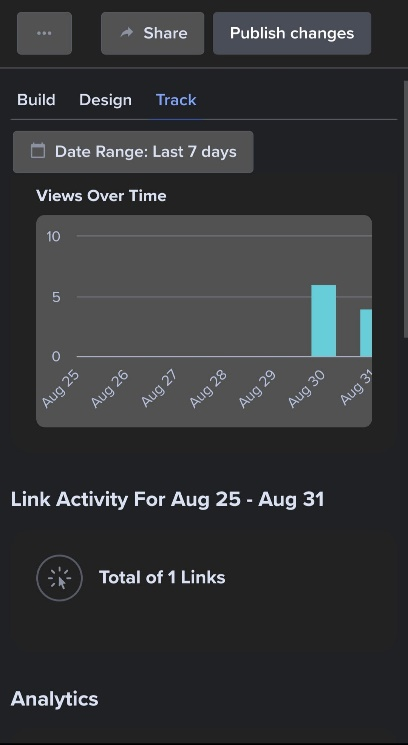 Share
Publish changes
Build
Design
Track
Date Range: Last 7 days
Views Over Time
10
5
0
Aug 25
Aug 26
Aug 27
Aug 28
Aug 29
Aug 30
Aug 31
Link Activity For Aug 25 - Aug 31
Total of 1 Links
Analytics